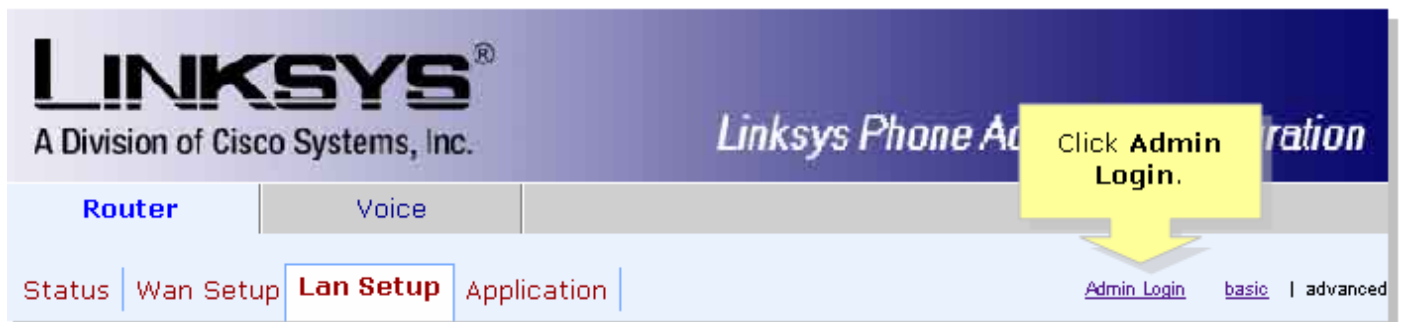 LINKSYS®
A Division of Cisco Systems, Inc.
Linksys Phone ration
Click Admin
Login.
Router Voice
Status Wan Setup Lan Setup Application Admin Login basic | advanced